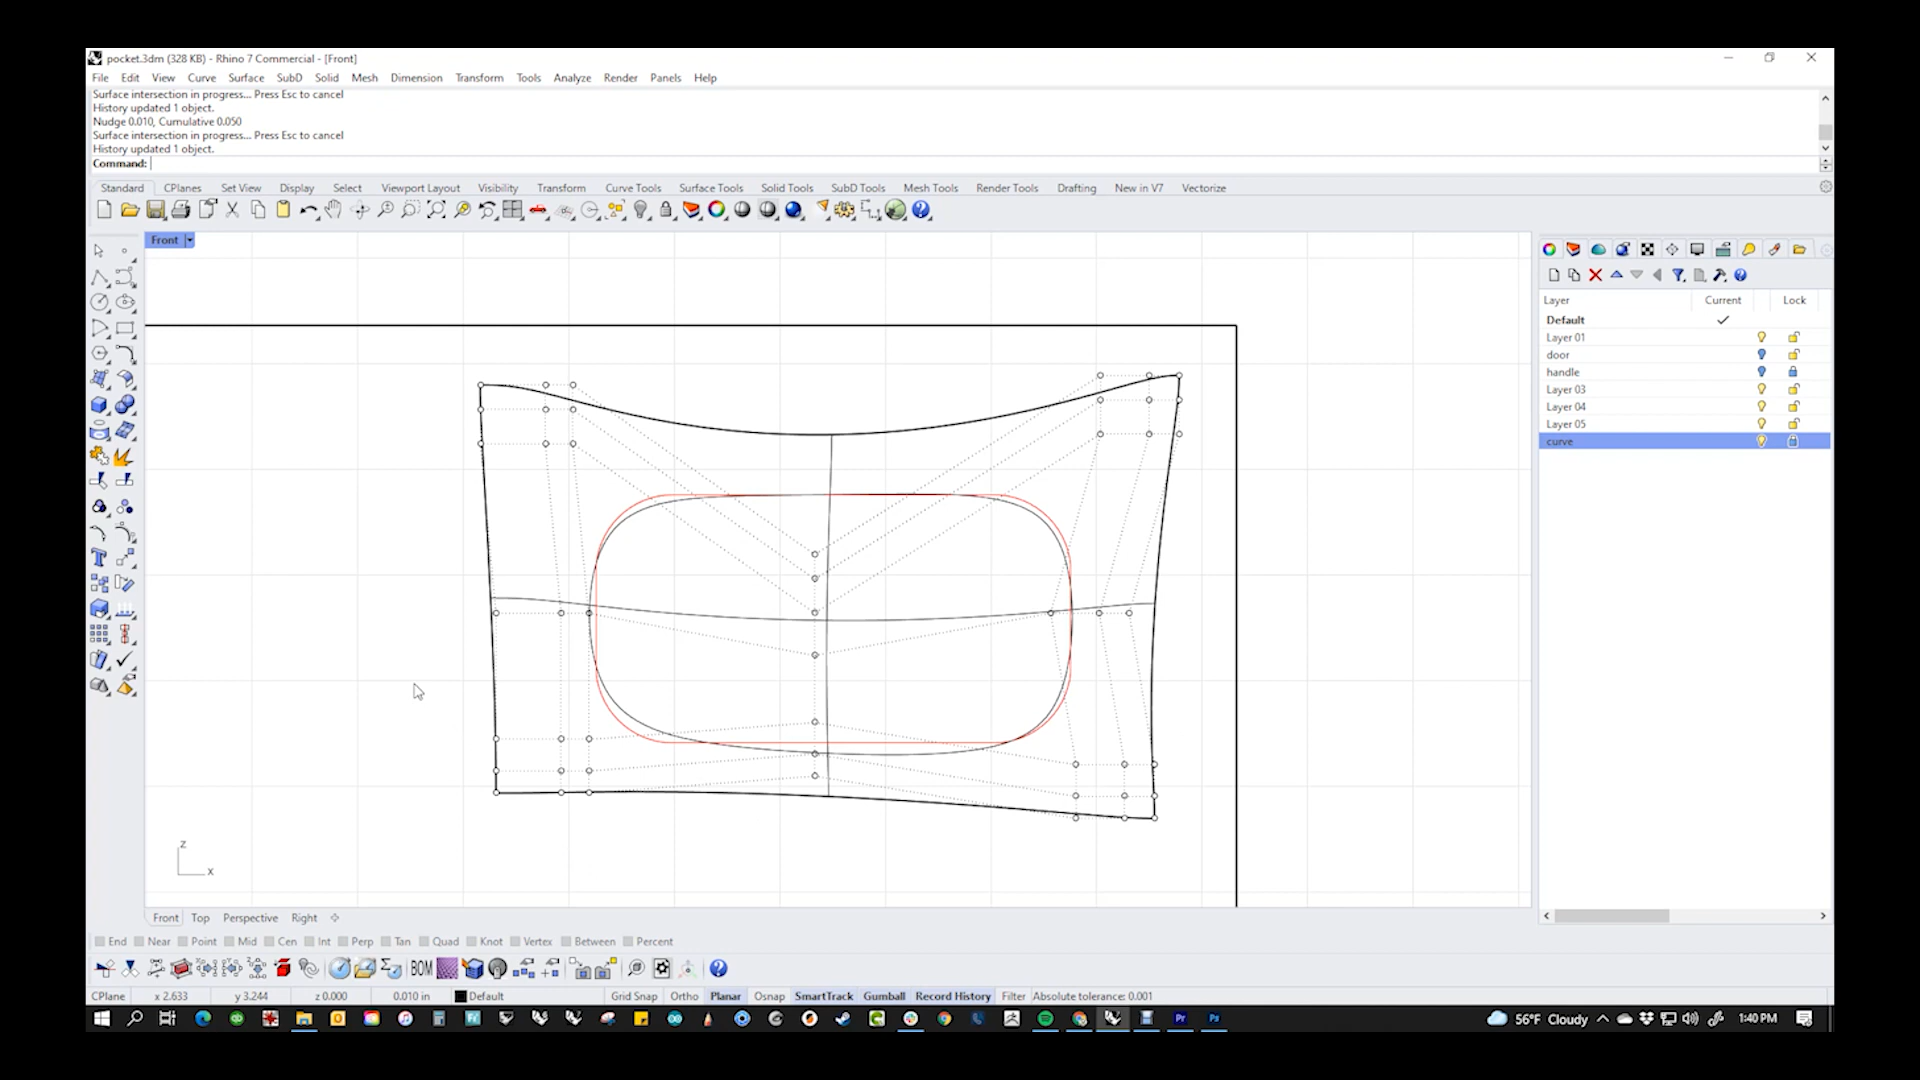 pocket.3dm (328 KB) - Rhino 7 Commercial - [Front]
File Edit View Curve Surface SubD Solid Mesh Dimension Transform Tools Analyze Render Panels Help
Surface intersection in progress... Press Esc to cancel
History updated 1 object.
Nudge 0.010, Cumulative 0.050
Surface intersection in progress... Press Esc to cancel
History updated 1 object.
Command:
Standard CPlanes Set View Display Select Viewport Layout Visibility Transform Curve Tools Surface Tools Solid Tools SubD Tools Mesh Tools Render Tools Drafting New in V7 Vectorize
Front
Layer Current Lock
Default
Layer 01
door
handle
Layer 03
Layer 04
Layer 05
curve
z
x
Front Top Perspective Right
End Near Point Mid Cen Int Perp Tan Quad Knot Vertex Between Percent
BOM
CPlane x 2.633 y 3.244 z 0.000 0.010 in Default Grid Snap Ortho Planar Osnap SmartTrack Gumball Record History Filter Absolute tolerance: 0.001
Pr Ps 56°F Cloudy 1:40 PM